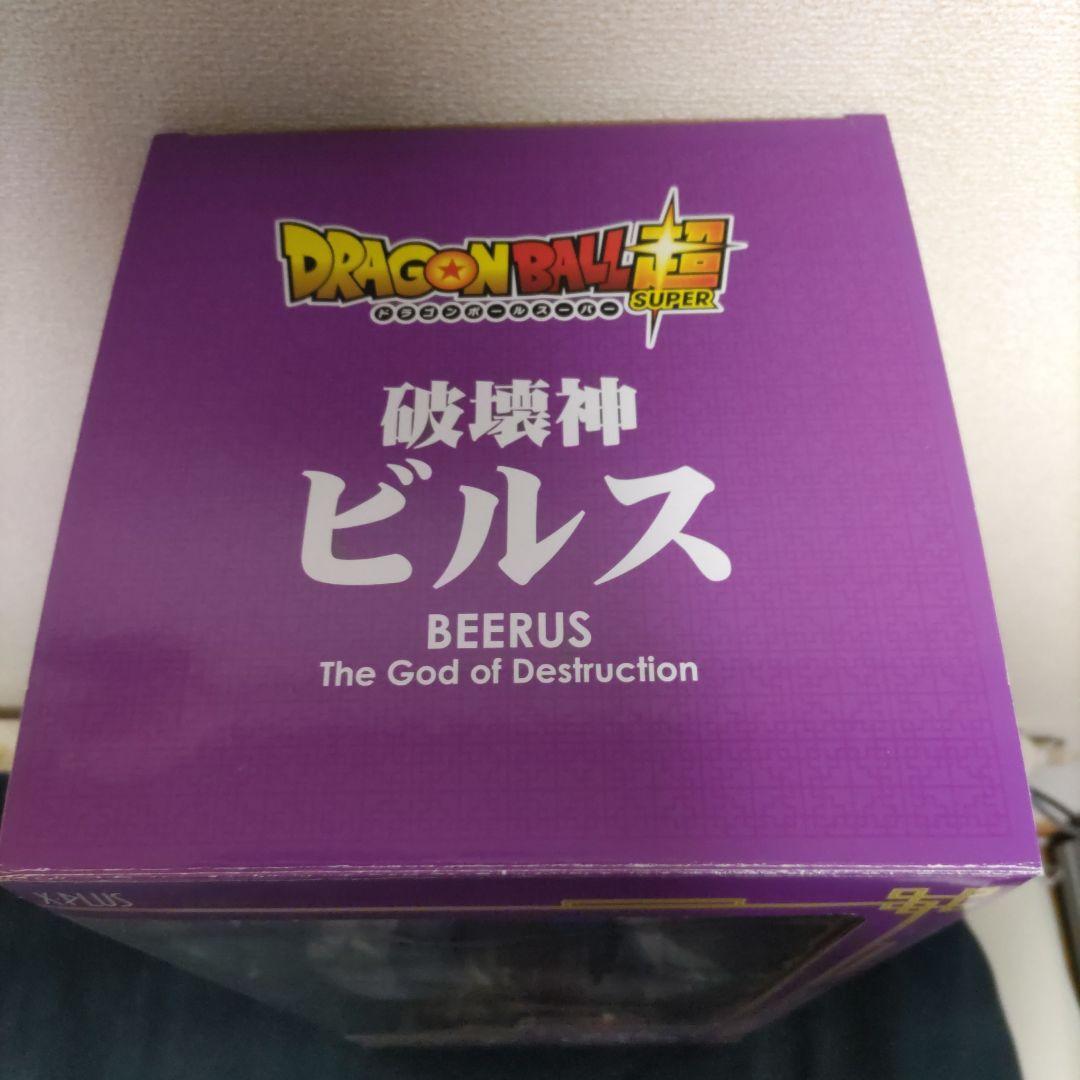 DRAGON BALL超
SUPER
ドラゴンボールスーパー
破壊神
ビルス
BEERUS
The God of Destruction
X-PLUS